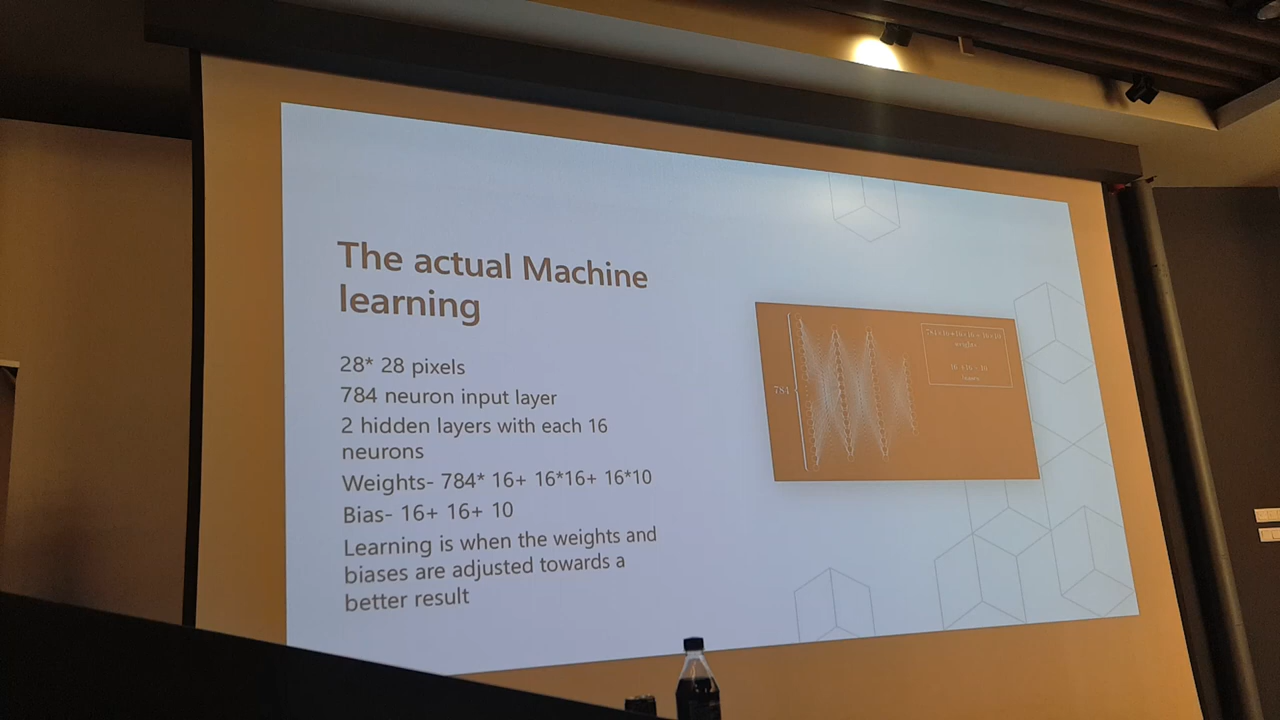 The actual Machine
learning
28* 28 pixels
784 neuron input layer
2 hidden layers with each 16
neurons
Weights- 784* 16+ 16*16+ 16*10
Bias- 16+ 16+ 10
Learning is when the weights and
biases are adjusted towards a
better result
784
weights